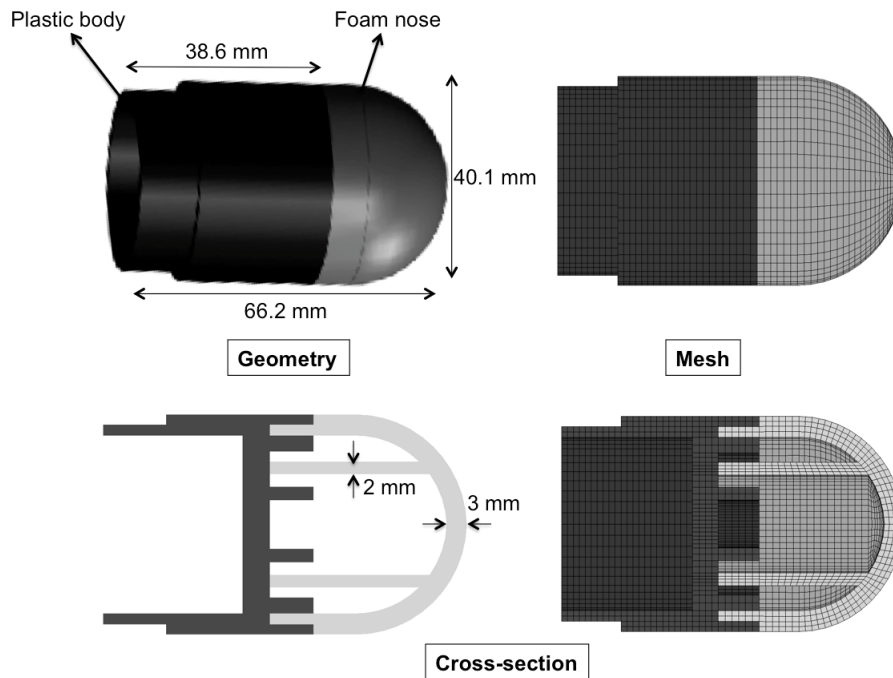 Plastic body
Foam nose
38.6 mm
40.1 mm
66.2 mm
Geometry
Mesh
2 mm
3 mm
Cross-section